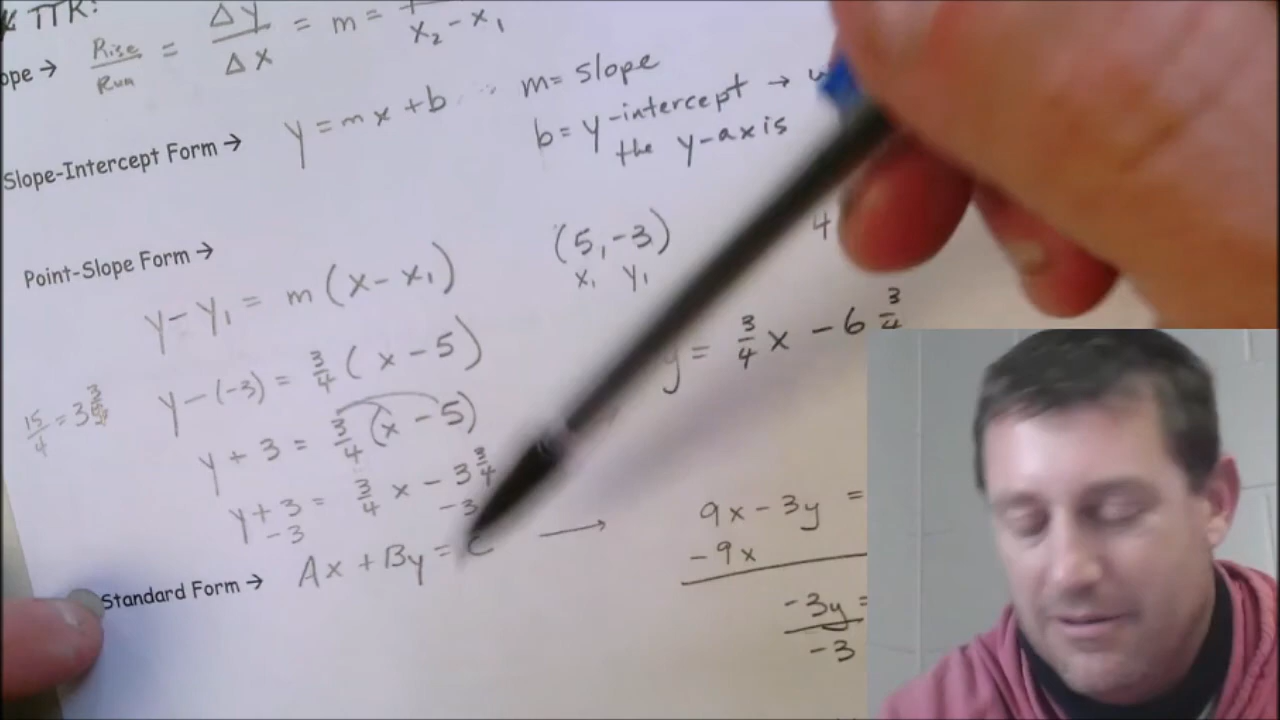 TTK:
ope → Rise/Run = Δy/Δx = m = x₂ - x₁
Slope-Intercept Form → y = mx + b
m = slope
b = y-intercept →
the y-axis
Point-Slope Form →
y - y₁ = m(x - x₁)
(5, -3)
x₁ y₁
4
y - (-3) = 3/4 (x - 5)
y = 3/4 x - 6 3/4
15/4 = 3 3/4
y + 3 = 3/4 (x - 5)
y + 3 = 3/4 x - 3 3/4
-3 -3
Standard Form → Ax + By = C →
9x - 3y =
-9x
-3y =
-3